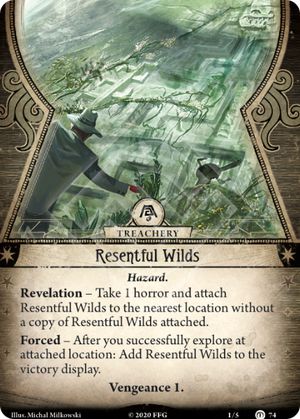 TREACHERY
Resentful Wilds
Hazard.
Revelation – Take 1 horror and attach
Resentful Wilds to the nearest location without
a copy of Resentful Wilds attached.
Forced – After you successfully explore at
attached location: Add Resentful Wilds to the
victory display.
Vengeance 1.
Illus. Michal Milkowski © 2020 FFG 1/5 74